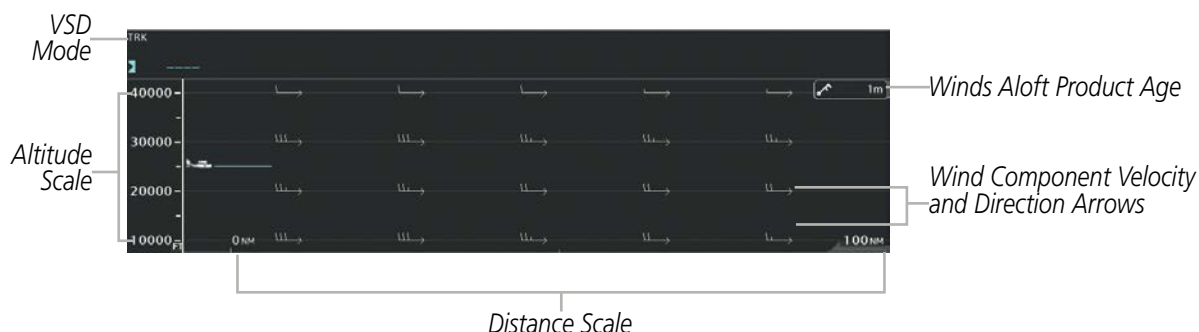 VSD
Mode
TRK
----
40000
1m
Winds Aloft Product Age
30000
Altitude
Scale
20000
Wind Component Velocity
and Direction Arrows
10000
FT
0NM
100NM
Distance Scale